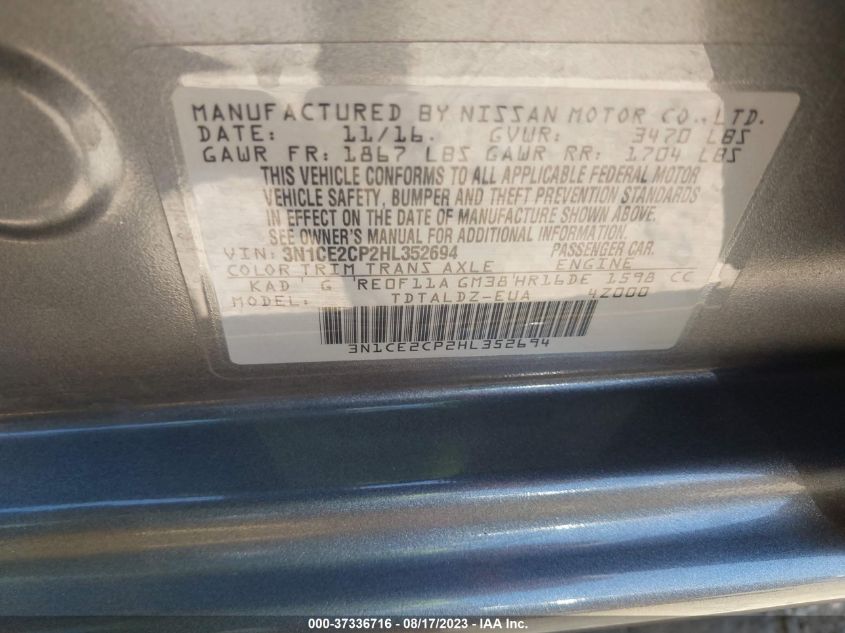 MANUFACTURED BY NISSAN MOTOR CO., LTD.
DATE: 11/16. GVWR: 3470 LBS
GAWR FR: 1867 LBS GAWR RR: 1704 LBS
THIS VEHICLE CONFORMS TO ALL APPLICABLE FEDERAL MOTOR
VEHICLE SAFETY, BUMPER AND THEFT PREVENTION STANDARDS
IN EFFECT ON THE DATE OF MANUFACTURE SHOWN ABOVE.
SEE OWNER'S MANUAL FOR ADDITIONAL INFORMATION.
VIN: 3N1CE2CP2HL352694 PASSENGER CAR.
COLOR TRIM TRANS AXLE ENGINE
KAD G RE0F11A GM38 HR16DE 1598 CC
MODEL: TDTALDZ-EUA 4Z000
3N1CE2CP2HL352694
000-37336716 - 08/17/2023 - IAA Inc.